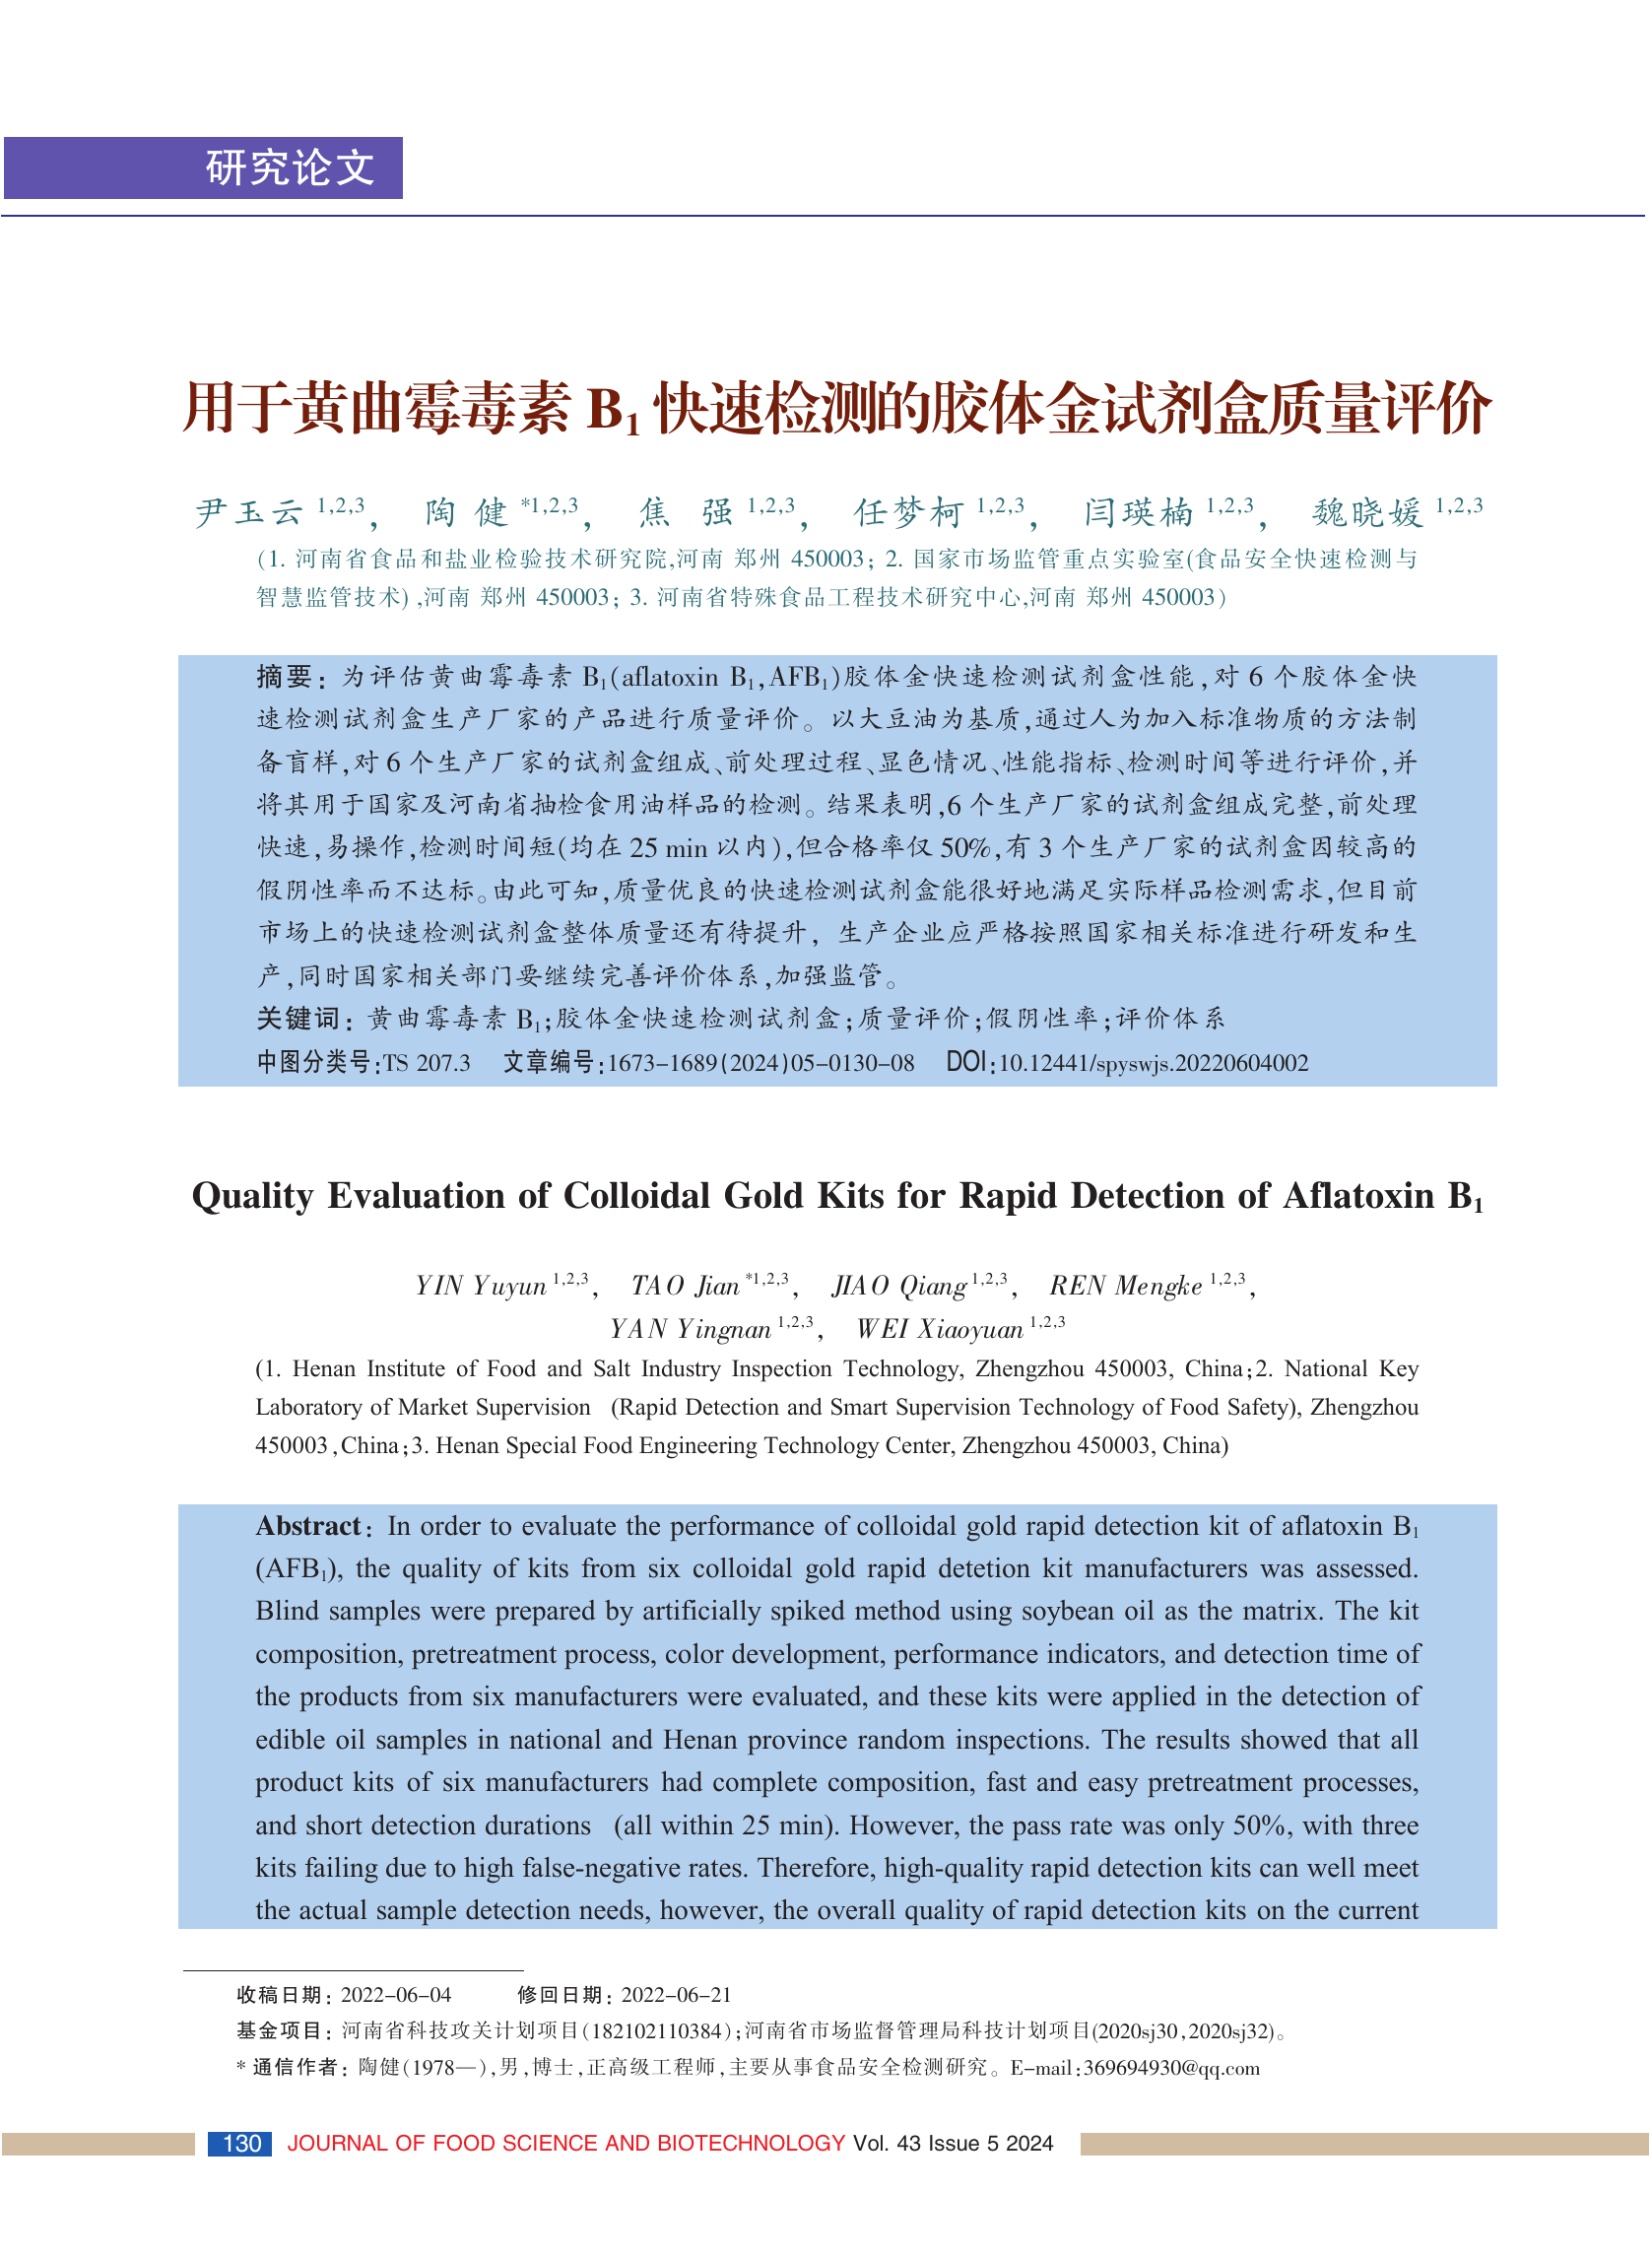 研究论文
用于黄曲霉毒素 B₁ 快速检测的胶体金试剂盒质量评价
尹玉云 1,2,3， 陶 健 *1,2,3， 焦 强 1,2,3， 任梦柯 1,2,3， 闫瑛楠 1,2,3， 魏晓媛 1,2,3
(1. 河南省食品和盐业检验技术研究院,河南 郑州 450003; 2. 国家市场监管重点实验室(食品安全快速检测与
智慧监管技术) ,河南 郑州 450003; 3. 河南省特殊食品工程技术研究中心,河南 郑州 450003)
摘要: 为评估黄曲霉毒素 B₁(aflatoxin B₁,AFB₁)胶体金快速检测试剂盒性能,对 6 个胶体金快
速检测试剂盒生产厂家的产品进行质量评价。以大豆油为基质,通过人为加入标准物质的方法制
备盲样,对 6 个生产厂家的试剂盒组成、前处理过程、显色情况、性能指标、检测时间等进行评价,并
将其用于国家及河南省抽检食用油样品的检测。结果表明,6 个生产厂家的试剂盒组成完整,前处理
快速,易操作,检测时间短(均在 25 min 以内),但合格率仅 50%,有 3 个生产厂家的试剂盒因较高的
假阴性率而不达标。由此可知,质量优良的快速检测试剂盒能很好地满足实际样品检测需求,但目前
市场上的快速检测试剂盒整体质量还有待提升, 生产企业应严格按照国家相关标准进行研发和生
产,同时国家相关部门要继续完善评价体系,加强监管。
关键词: 黄曲霉毒素 B₁;胶体金快速检测试剂盒;质量评价;假阴性率;评价体系
中图分类号:TS 207.3 文章编号:1673-1689(2024)05-0130-08 DOI:10.12441/spyswjs.20220604002
Quality Evaluation of Colloidal Gold Kits for Rapid Detection of Aflatoxin B₁
YIN Yuyun 1,2,3, TAO Jian *1,2,3, JIAO Qiang 1,2,3, REN Mengke 1,2,3,
YAN Yingnan 1,2,3, WEI Xiaoyuan 1,2,3
(1. Henan Institute of Food and Salt Industry Inspection Technology, Zhengzhou 450003, China;2. National Key
Laboratory of Market Supervision (Rapid Detection and Smart Supervision Technology of Food Safety), Zhengzhou
450003,China;3. Henan Special Food Engineering Technology Center, Zhengzhou 450003, China)
Abstract: In order to evaluate the performance of colloidal gold rapid detection kit of aflatoxin B₁
(AFB₁), the quality of kits from six colloidal gold rapid detetion kit manufacturers was assessed.
Blind samples were prepared by artificially spiked method using soybean oil as the matrix. The kit
composition, pretreatment process, color development, performance indicators, and detection time of
the products from six manufacturers were evaluated, and these kits were applied in the detection of
edible oil samples in national and Henan province random inspections. The results showed that all
product kits of six manufacturers had complete composition, fast and easy pretreatment processes,
and short detection durations (all within 25 min). However, the pass rate was only 50%, with three
kits failing due to high false-negative rates. Therefore, high-quality rapid detection kits can well meet
the actual sample detection needs, however, the overall quality of rapid detection kits on the current
收稿日期: 2022-06-04 修回日期: 2022-06-21
基金项目: 河南省科技攻关计划项目(182102110384);河南省市场监督管理局科技计划项目(2020sj30,2020sj32)。
* 通信作者: 陶健(1978—),男,博士,正高级工程师,主要从事食品安全检测研究。E-mail:369694930@qq.com
130 JOURNAL OF FOOD SCIENCE AND BIOTECHNOLOGY Vol. 43 Issue 5 2024